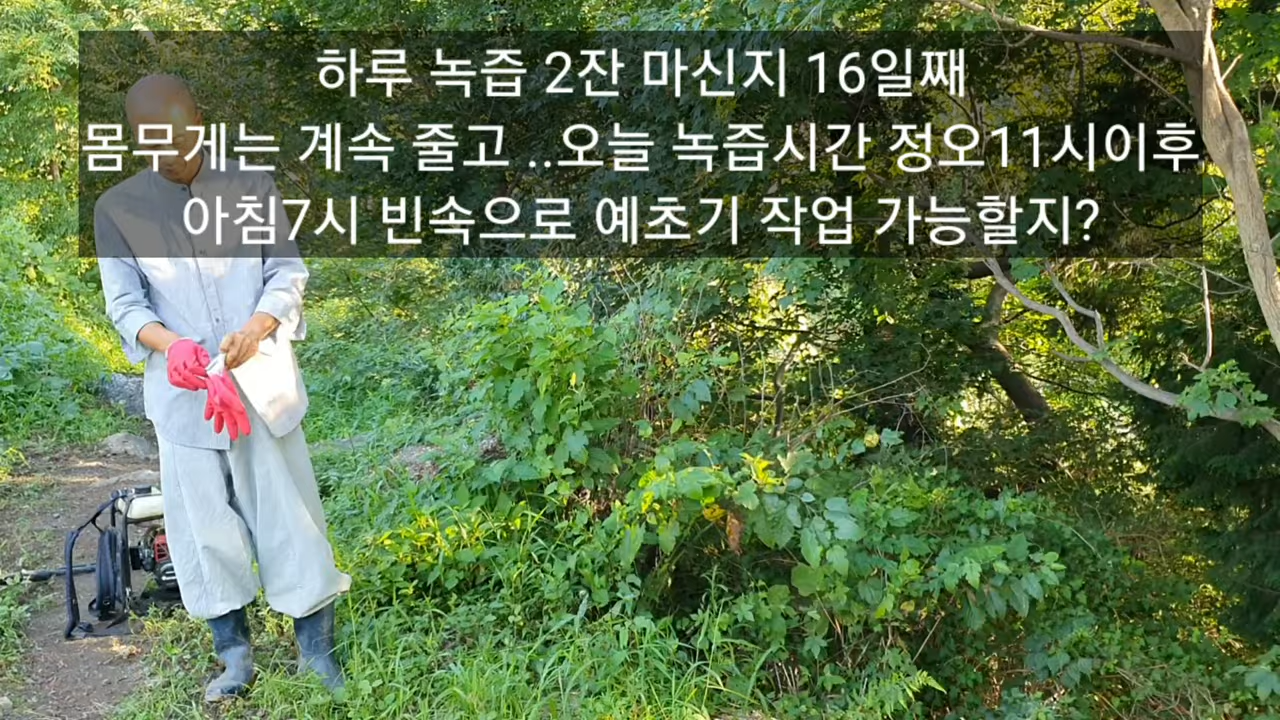 하루 녹즙 2잔 마신지 16일째
몸무게는 계속 줄고 ..오늘 녹즙시간 정오11시이후
아침7시 빈속으로 예초기 작업 가능할지?